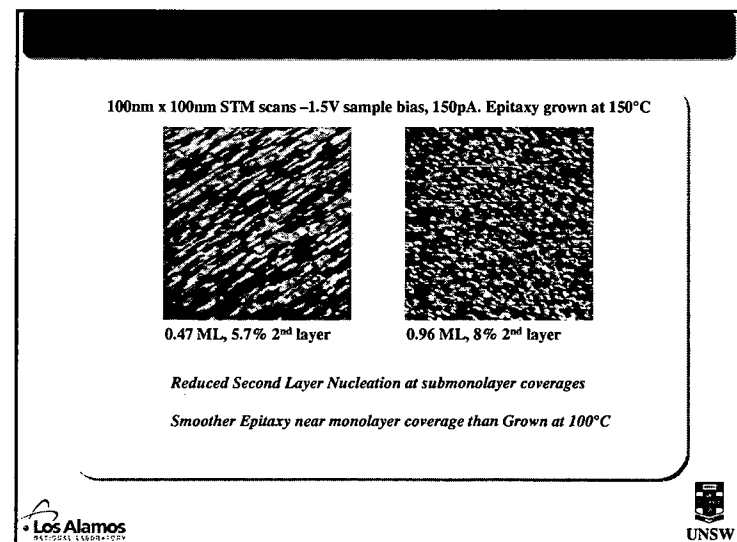 100nm x 100nm STM scans –1.5V sample bias, 150pA. Epitaxy grown at 150°C
0.47 ML, 5.7% 2nd layer
0.96 ML, 8% 2nd layer
Reduced Second Layer Nucleation at submonolayer coverages
Smoother Epitaxy near monolayer coverage than Grown at 100°C
Los Alamos
NATIONAL LABORATORY
UNSW